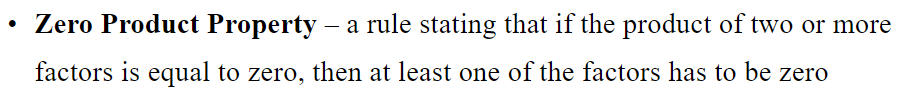 • Zero Product Property – a rule stating that if the product of two or more
factors is equal to zero, then at least one of the factors has to be zero